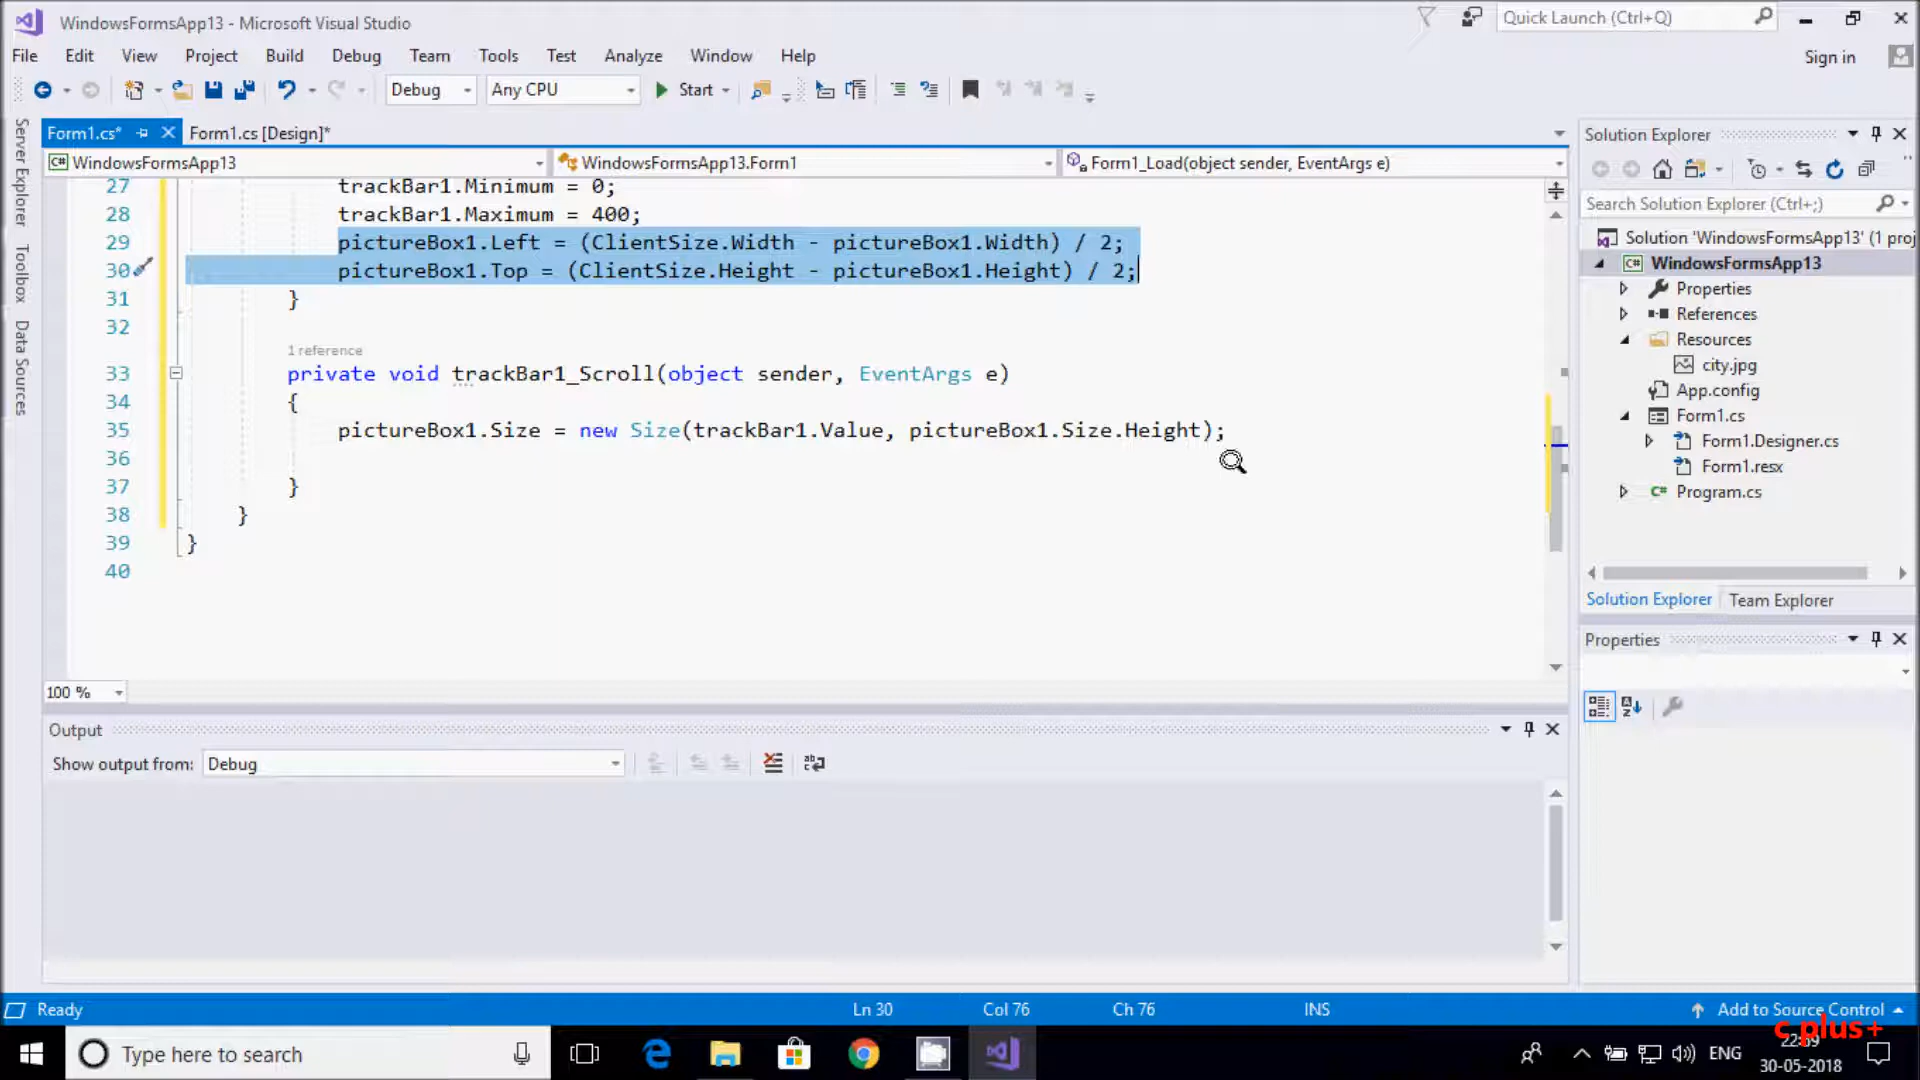 WindowsFormsApp13 - Microsoft Visual Studio
Quick Launch (Ctrl+Q)
File Edit View Project Build Debug Team Tools Test Analyze Window Help
Sign in
Debug Any CPU Start
Server Explorer
Toolbox
Data Sources
Form1.cs* Form1.cs [Design]*
C# WindowsFormsApp13 WindowsFormsApp13.Form1 Form1_Load(object sender, EventArgs e)
27 trackBar1.Minimum = 0;
28 trackBar1.Maximum = 400;
29 pictureBox1.Left = (ClientSize.Width - pictureBox1.Width) / 2;
30 pictureBox1.Top = (ClientSize.Height - pictureBox1.Height) / 2;
31 }
32
1 reference
33 private void trackBar1_Scroll(object sender, EventArgs e)
34 {
35 pictureBox1.Size = new Size(trackBar1.Value, pictureBox1.Size.Height);
36
37 }
38 }
39 }
40
100 %
Output
Show output from: Debug
Solution Explorer
Search Solution Explorer (Ctrl+;)
Solution 'WindowsFormsApp13' (1 proj
C# WindowsFormsApp13
Properties
References
Resources
city.jpg
App.config
Form1.cs
Form1.Designer.cs
Form1.resx
C# Program.cs
Solution Explorer Team Explorer
Properties
Ready Ln 30 Col 76 Ch 76 INS Add to Source Control
c plus+
Type here to search
ENG
30-05-2018